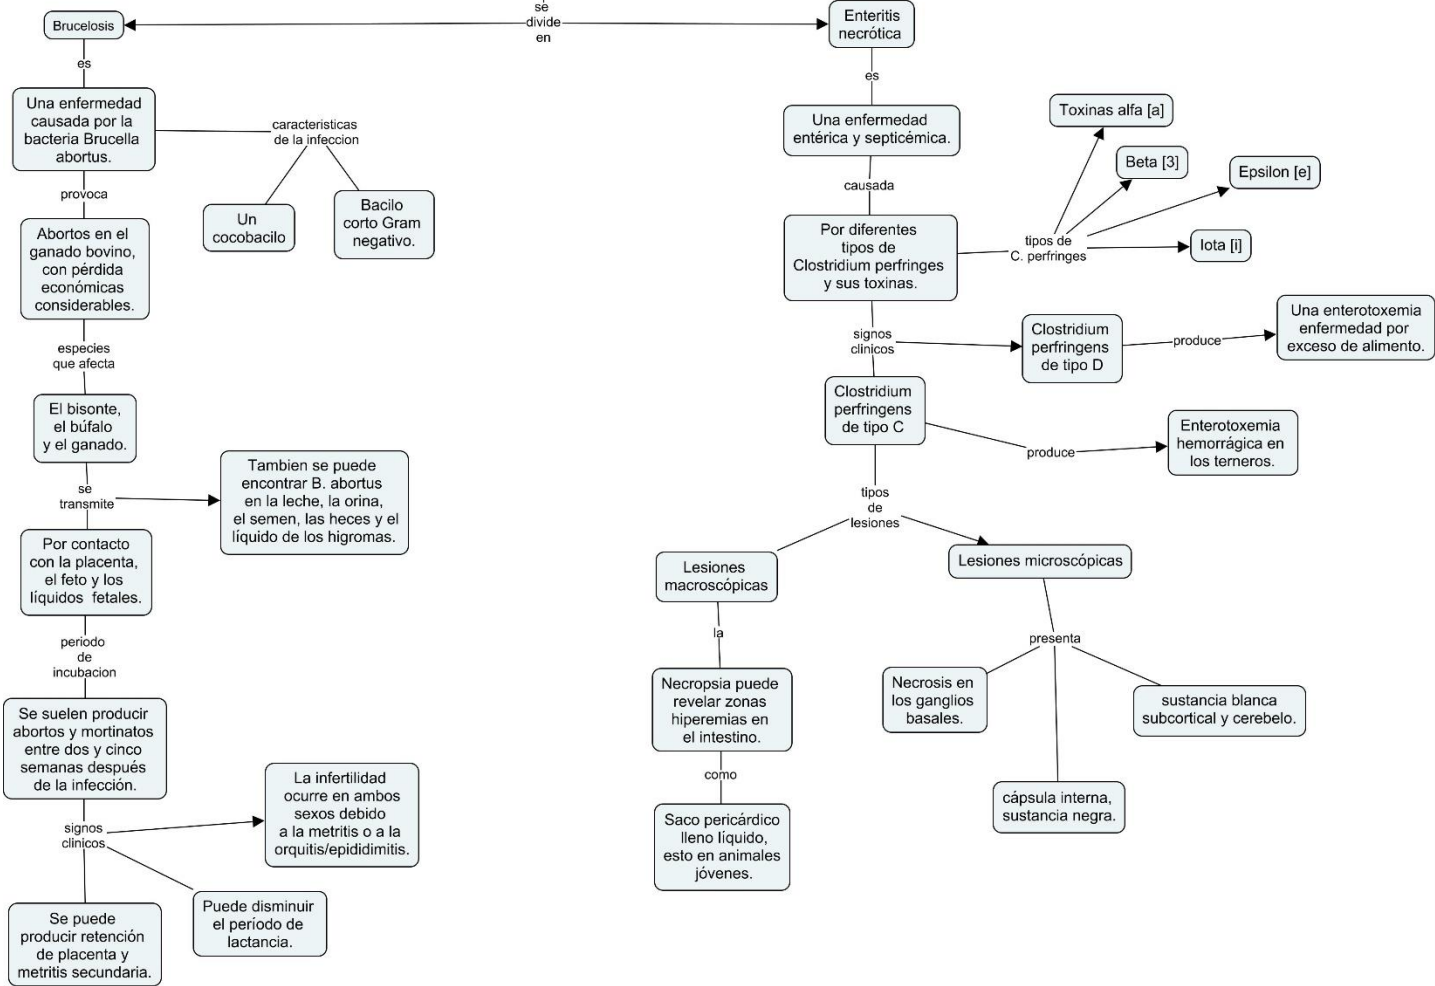 se
divide
en
Brucelosis
es
Una enfermedad
causada por la
bacteria Brucella
abortus.
caracteristicas
de la infeccion
Un
cocobacilo
Bacilo
corto Gram
negativo.
provoca
Abortos en el
ganado bovino,
con pérdida
económicas
considerables.
especies
que afecta
El bisonte,
el búfalo
y el ganado.
se
transmite
Tambien se puede
encontrar B. abortus
en la leche, la orina,
el semen, las heces y el
líquido de los higromas.
Por contacto
con la placenta,
el feto y los
líquidos fetales.
periodo
de
incubacion
Se suelen producir
abortos y mortinatos
entre dos y cinco
semanas después
de la infección.
signos
clinicos
La infertilidad
ocurre en ambos
sexos debido
a la metritis o a la
orquitis/epididimitis.
Puede disminuir
el período de
lactancia.
Se puede
producir retención
de placenta y
metritis secundaria.
Enteritis
necrótica
es
Una enfermedad
entérica y septicémica.
causada
Por diferentes
tipos de
Clostridium perfringes
y sus toxinas.
tipos de
C. perfringes
Toxinas alfa [a]
Beta [3]
Epsilon [e]
Iota [i]
signos
clinicos
Clostridium
perfringens
de tipo D
produce
Una enterotoxemia
enfermedad por
exceso de alimento.
Clostridium
perfringens
de tipo C
produce
Enterotoxemia
hemorrágica en
los terneros.
tipos
de
lesiones
Lesiones
macroscópicas
la
Necropsia puede
revelar zonas
hiperemias en
el intestino.
como
Saco pericárdico
lleno líquido,
esto en animales
jóvenes.
Lesiones microscópicas
presenta
Necrosis en
los ganglios
basales.
cápsula interna,
sustancia negra.
sustancia blanca
subcortical y cerebelo.